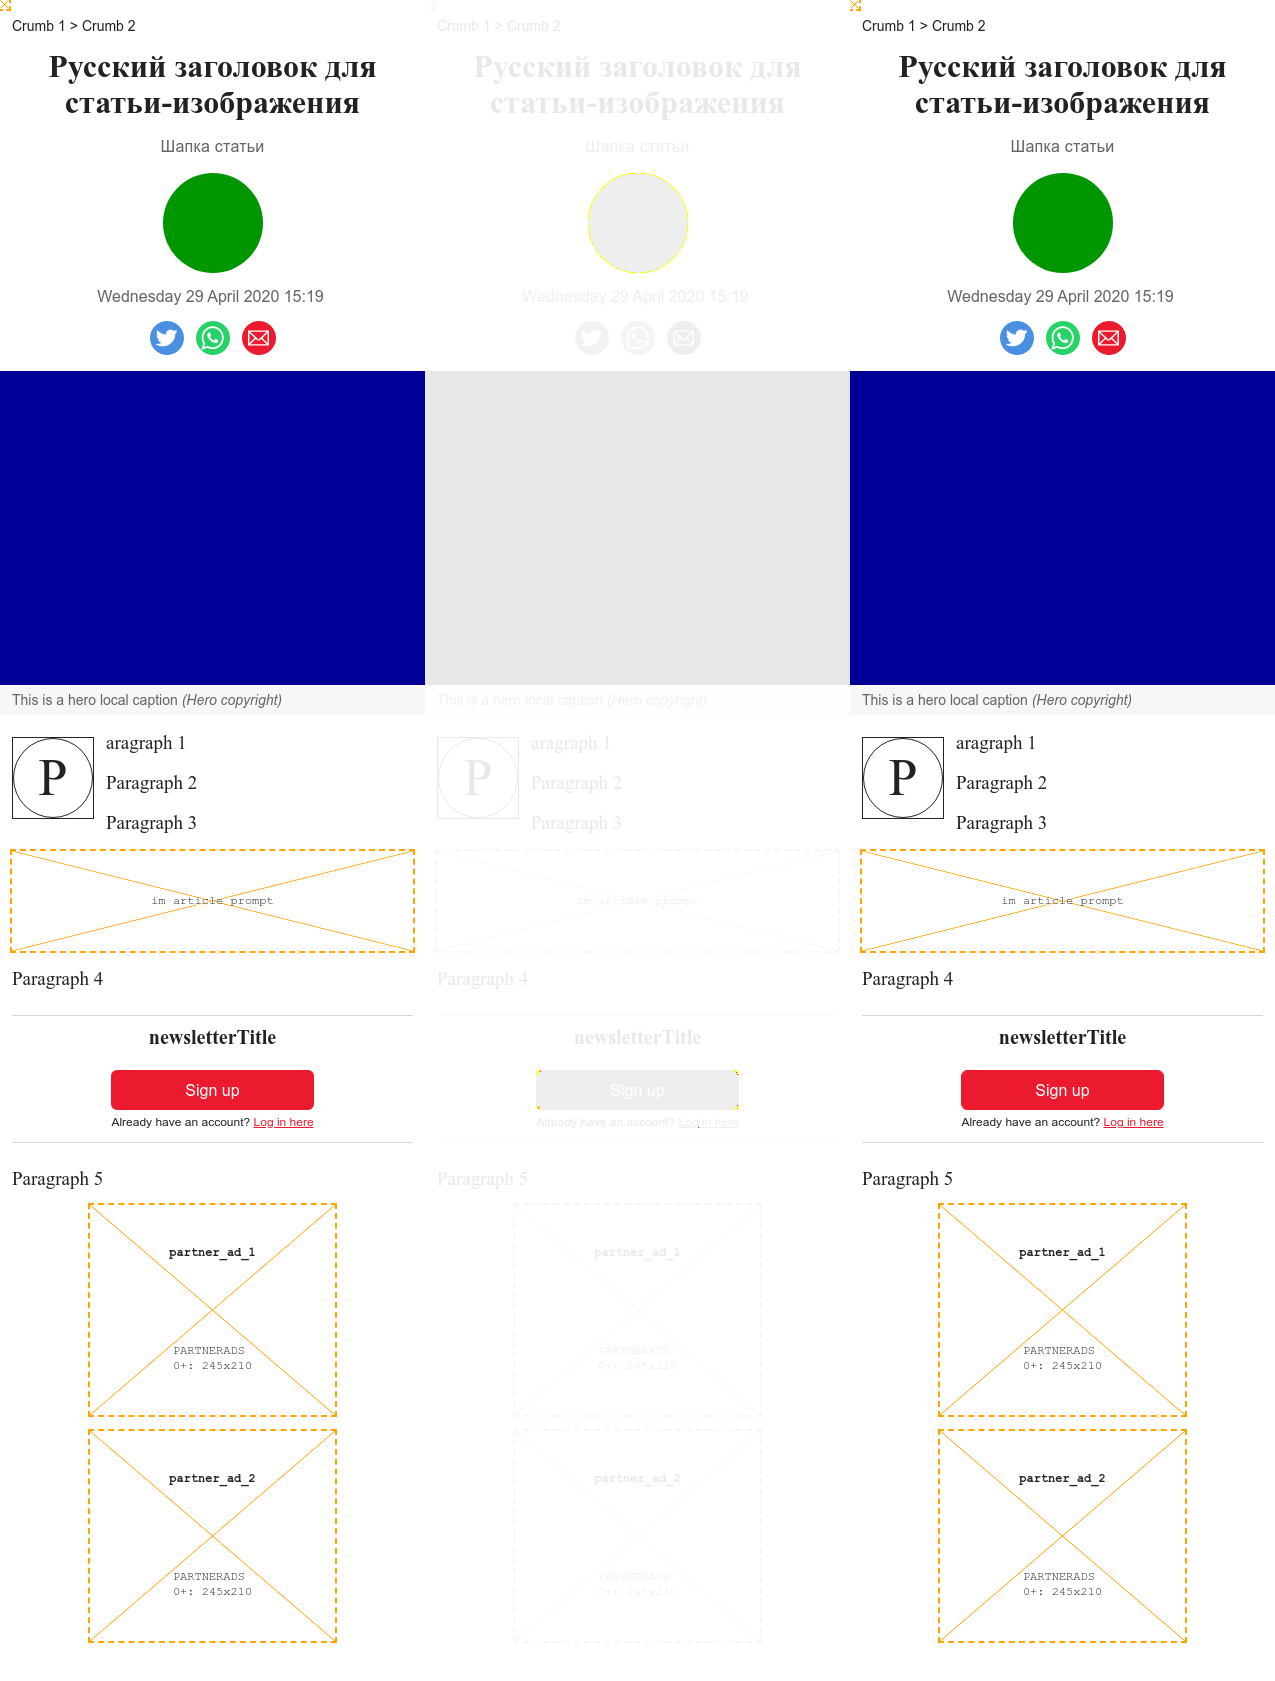 Crumb 1 > Crumb 2
Русский заголовок для
статьи-изображения
Шапка статьи
Wednesday 29 April 2020 15:19
This is a hero local caption (Hero copyright)
P
aragraph 1
Paragraph 2
Paragraph 3
im article prompt
Paragraph 4
newsletterTitle
Sign up
Already have an account? Log in here
Paragraph 5
partner_ad_1
PARTNERADS
0+: 245x210
partner_ad_2
PARTNERADS
0+: 245x210
Crumb 1 > Crumb 2
Русский заголовок для
статьи-изображения
Шапка статьи
Wednesday 29 April 2020 15:19
This is a hero local caption (Hero copyright)
P
aragraph 1
Paragraph 2
Paragraph 3
im article prompt
Paragraph 4
newsletterTitle
Sign up
Already have an account? Log in here
Paragraph 5
partner_ad_1
PARTNERADS
0+: 245x210
partner_ad_2
PARTNERADS
0+: 245x210
Crumb 1 > Crumb 2
Русский заголовок для
статьи-изображения
Шапка статьи
Wednesday 29 April 2020 15:19
This is a hero local caption (Hero copyright)
P
aragraph 1
Paragraph 2
Paragraph 3
im article prompt
Paragraph 4
newsletterTitle
Sign up
Already have an account? Log in here
Paragraph 5
partner_ad_1
PARTNERADS
0+: 245x210
partner_ad_2
PARTNERADS
0+: 245x210